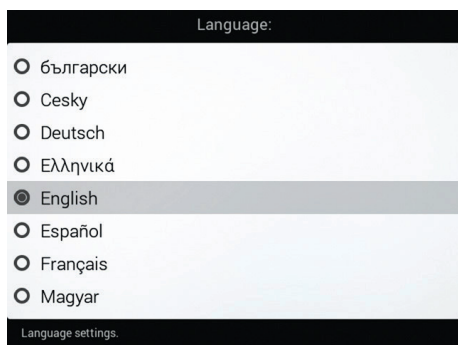 Language:
български
Cesky
Deutsch
Ελληνικά
English
Español
Français
Magyar
Language settings.